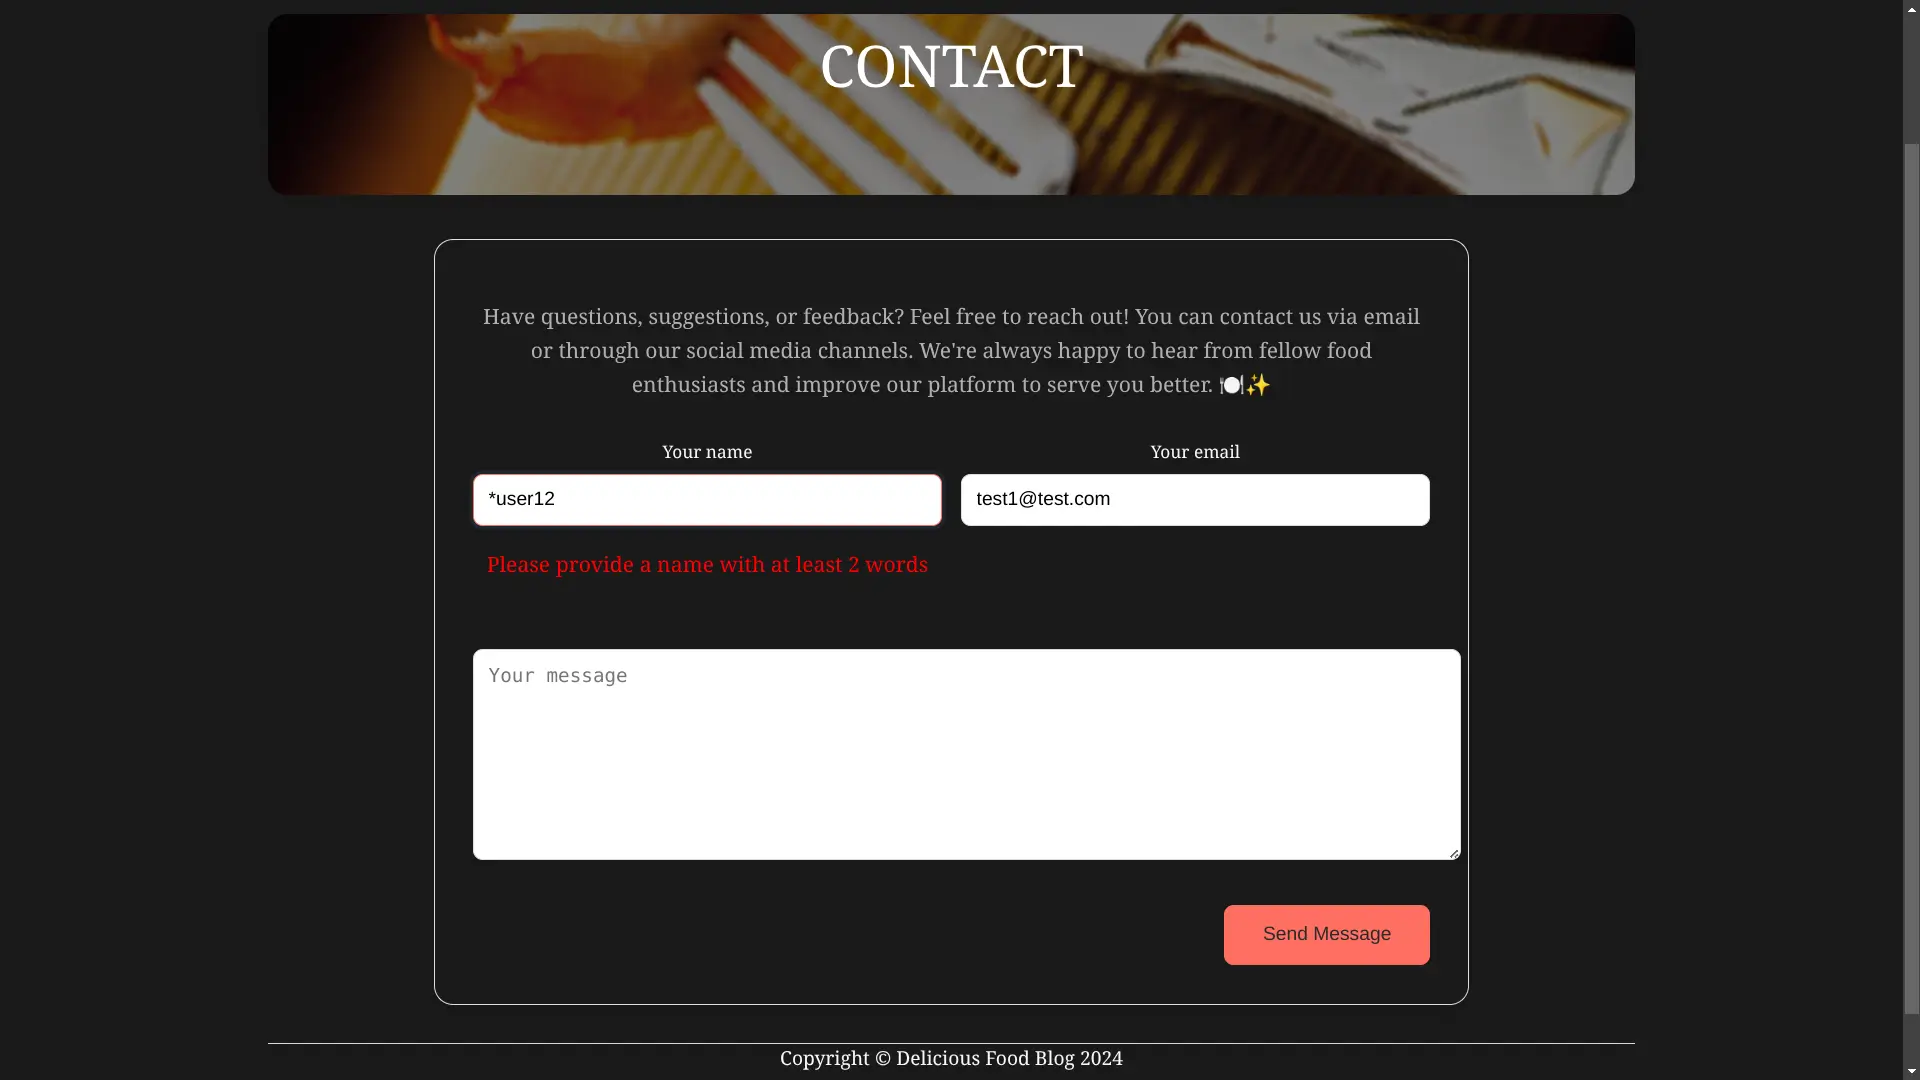 CONTACT
Have questions, suggestions, or feedback? Feel free to reach out! You can contact us via email
or through our social media channels. We're always happy to hear from fellow food
enthusiasts and improve our platform to serve you better. 🍽️✨
Your name
Your email
*user12
test1@test.com
Please provide a name with at least 2 words
Your message
Send Message
Copyright © Delicious Food Blog 2024